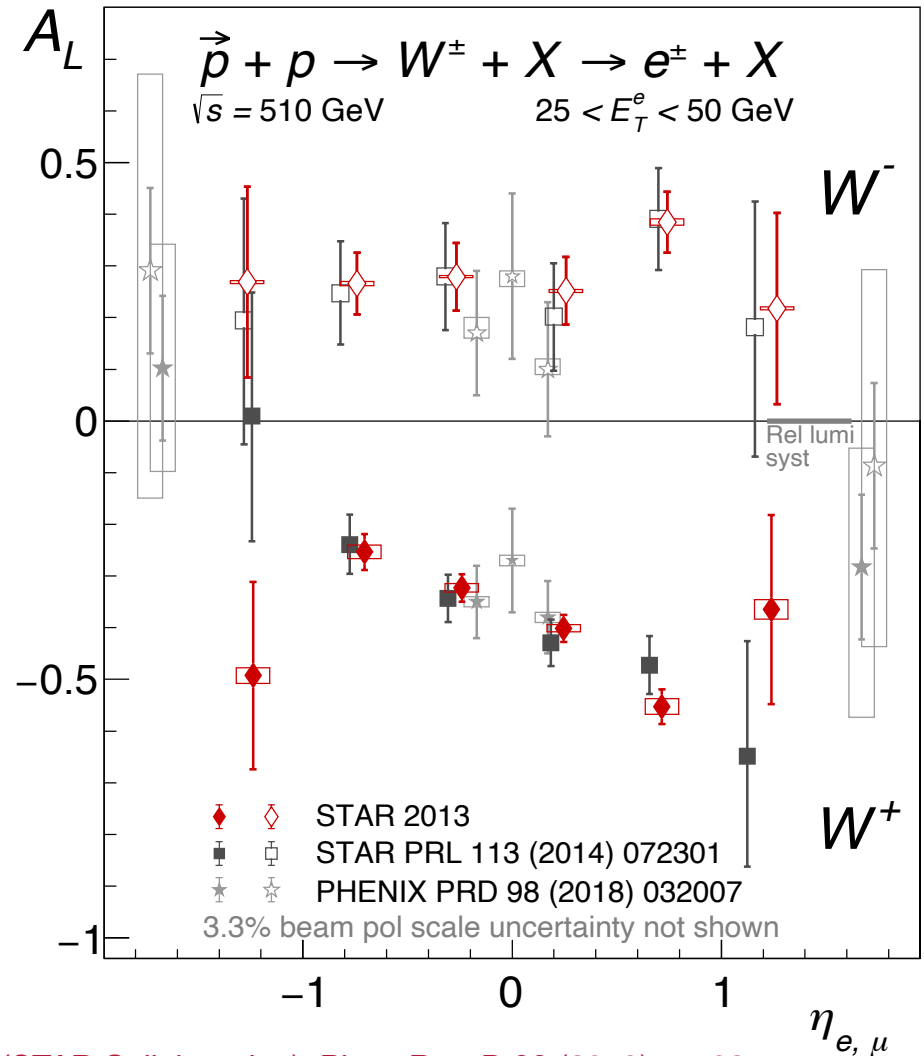 A_L
p + p → W± + X → e± + X
√s = 510 GeV
25 < E_T^e < 50 GeV
0.5
W-
0
Rel lumi
syst
−0.5
STAR 2013
W+
STAR PRL 113 (2014) 072301
PHENIX PRD 98 (2018) 032007
3.3% beam pol scale uncertainty not shown
−1
−1 0 1
η_e, μ